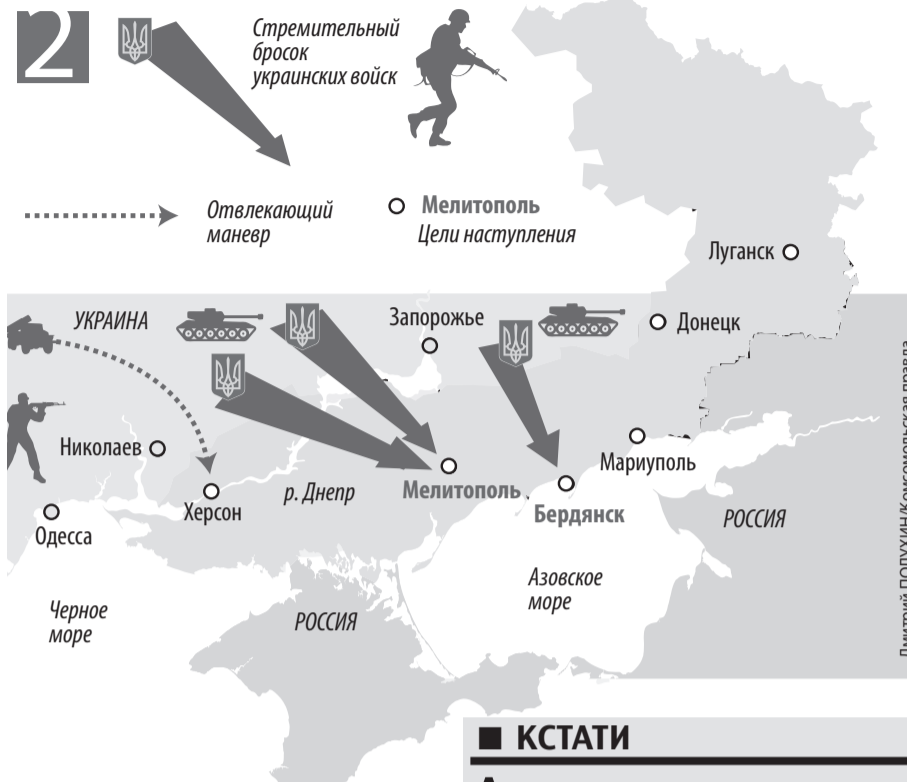 2
Стремительный
бросок
украинских войск
Отвлекающий
маневр
Мелитополь
Цели наступления
Луганск
УКРАИНА
Запорожье
Донецк
Николаев
Мариуполь
р. Днепр
Мелитополь
Херсон
Бердянск
РОССИЯ
Одесса
Азовское
море
Черное
море
РОССИЯ
Дмитрий ПОЛУХИН/Комсомольская правда
■ КСТАТИ